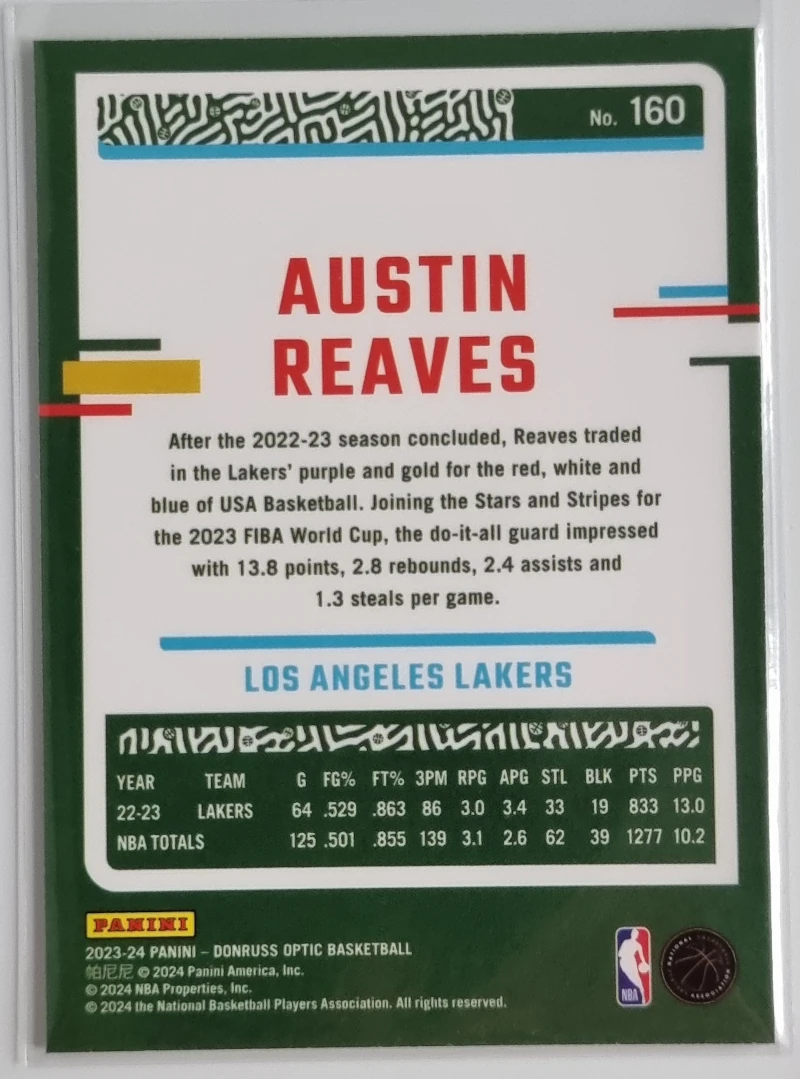 No. 160
AUSTIN
REAVES
After the 2022-23 season concluded, Reaves traded
in the Lakers' purple and gold for the red, white and
blue of USA Basketball. Joining the Stars and Stripes for
the 2023 FIBA World Cup, the do-it-all guard impressed
with 13.8 points, 2.8 rebounds, 2.4 assists and
1.3 steals per game.
LOS ANGELES LAKERS
YEAR TEAM G FG% FT% 3PM RPG APG STL BLK PTS PPG
22-23 LAKERS 64 .529 .863 86 3.0 3.4 33 19 833 13.0
NBA TOTALS 125 .501 .855 139 3.1 2.6 62 39 1277 10.2
PANINI
2023-24 PANINI – DONRUSS OPTIC BASKETBALL
帕尼尼 © 2024 Panini America, Inc.
© 2024 NBA Properties, Inc.
© 2024 the National Basketball Players Association. All rights reserved.
NBA
NATIONAL
ASSOCIATION